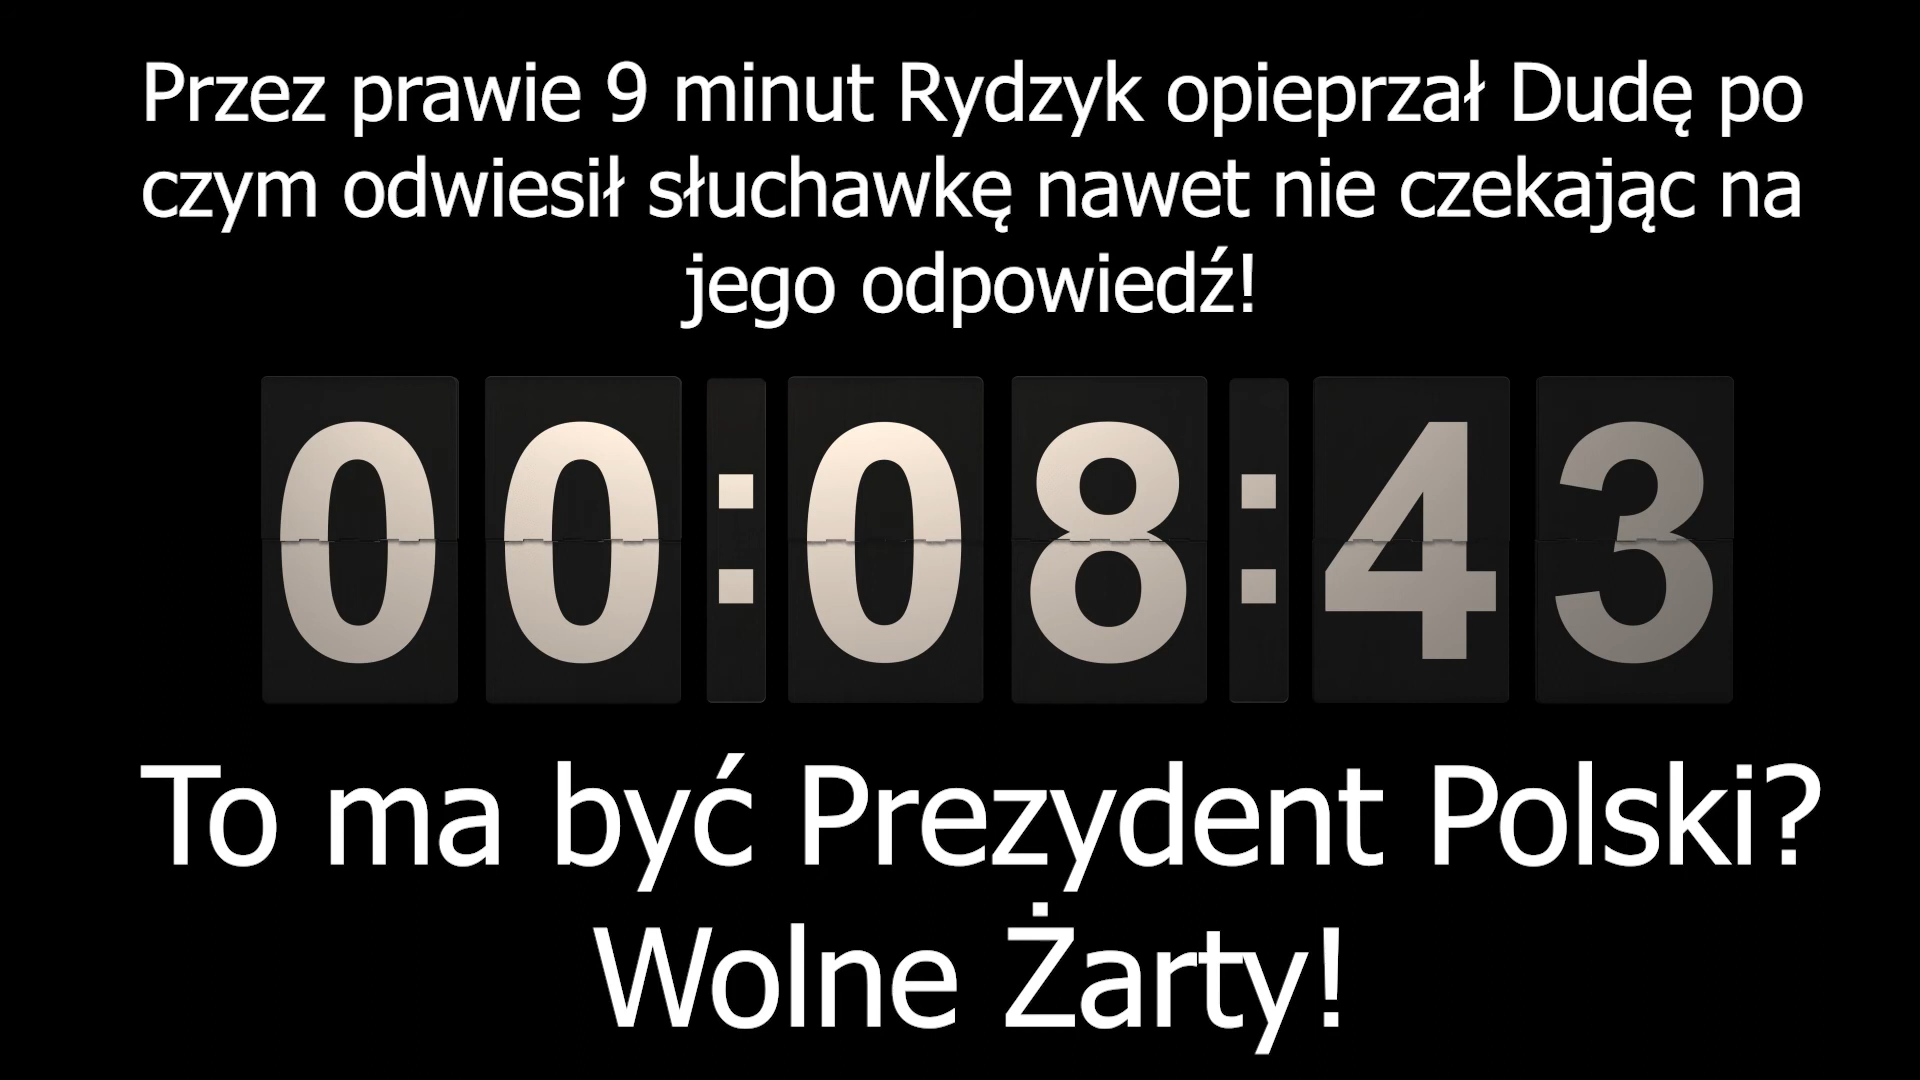 Przez prawie 9 minut Rydzyk opieprzał Dudę po
czym odwiesił słuchawkę nawet nie czekając na
jego odpowiedź!
00:08:43
To ma być Prezydent Polski?
Wolne Żarty!